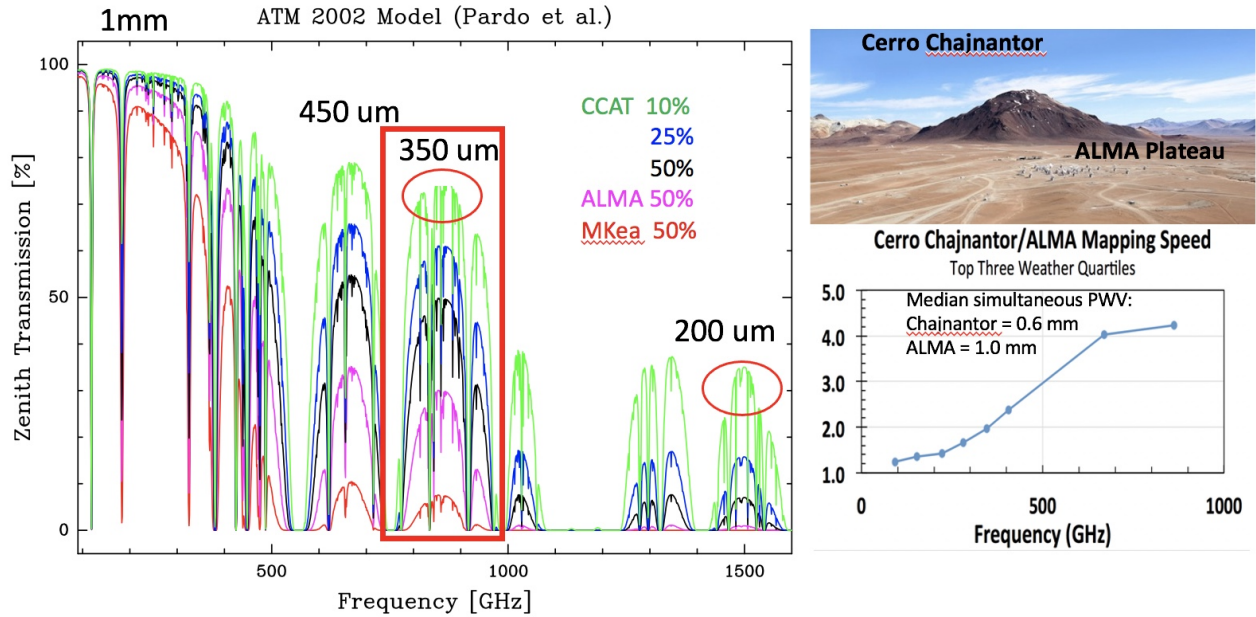 1mm
ATM 2002 Model (Pardo et al.)
Zenith Transmission [%]
100
50
0
450 um
350 um
200 um
CCAT 10%
25%
50%
ALMA 50%
MKea 50%
500
1000
1500
Frequency [GHz]
Cerro Chajnantor
ALMA Plateau
Cerro Chajnantor/ALMA Mapping Speed
Top Three Weather Quartiles
5.0
4.0
3.0
2.0
1.0
Median simultaneous PWV:
Chajnantor = 0.6 mm
ALMA = 1.0 mm
0
500
1000
Frequency (GHz)